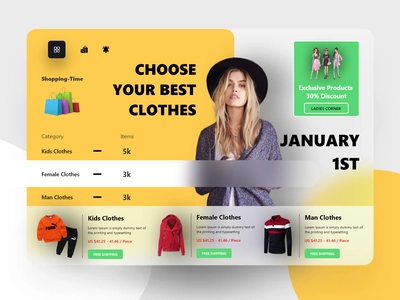 CHOOSE
YOUR BEST
CLOTHES
Shopping-Time
Category Items
Kids Clothes — 5k
Female Clothes — 3k
Man Clothes — 3k
Exclusive Products
30% Discount
LADIES CORNER
JANUARY
1ST
Kids Clothes
Lorem Ipsum is simply dummy text of
the printing and typesetting
US $41.25 - 41.46 / Piece
FREE SHIPPING
Female Clothes
Lorem Ipsum is simply dummy text of
the printing and typesetting
US $41.25 - 41.46 / Piece
FREE SHIPPING
Man Clothes
Lorem Ipsum is simply dummy text of
the printing and typesetting
US $41.25 - 41.46 / Piece
FREE SHIPPING